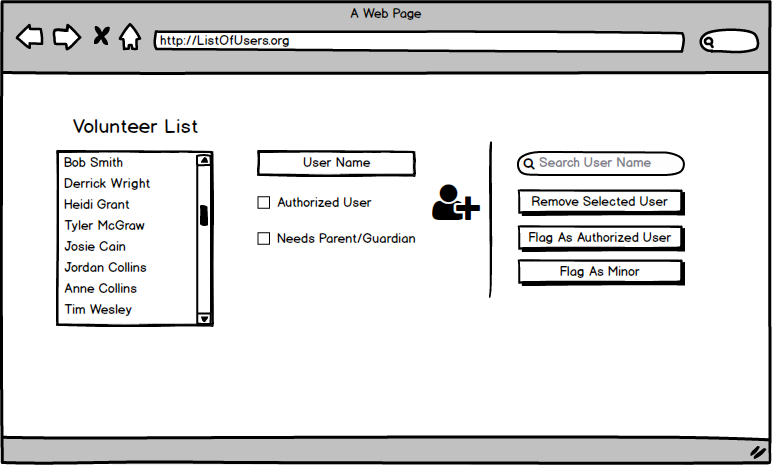 A Web Page
http://ListOfUsers.org
Volunteer List
Bob Smith
Derrick Wright
Heidi Grant
Tyler McGraw
Josie Cain
Jordan Collins
Anne Collins
Tim Wesley
User Name
Authorized User
Needs Parent/Guardian
Search User Name
Remove Selected User
Flag As Authorized User
Flag As Minor